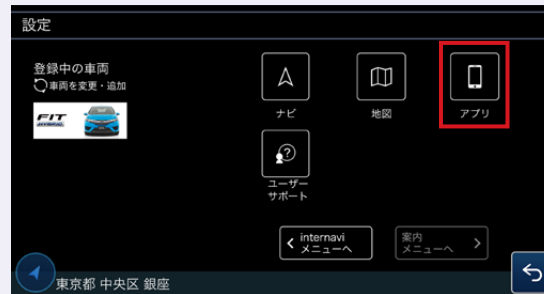 設定
登録中の車両
車両を変更・追加
FIT
HYBRID
ナビ
地図
アプリ
?
ユーザー
サポート
internavi
メニューへ
案内
メニューへ
東京都 中央区 銀座